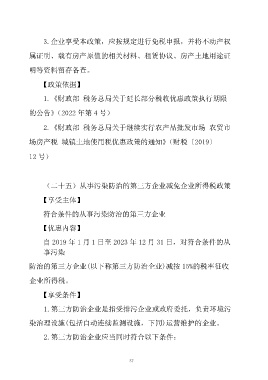 3.企业享受本政策，应按规定进行免税申报，并将不动产权
属证明、载有房产原值的相关材料、租赁协议、房产土地用途证
明等资料留存备查。
【政策依据】
1.《财政部 税务总局关于延长部分税收优惠政策执行期限
的公告》（2022 年第 4 号）
2.《财政部 税务总局关于继续实行农产品批发市场 农贸市
场房产税 城镇土地使用税优惠政策的通知》（财税〔2019〕
12 号）
（二十五）从事污染防治的第三方企业减免企业所得税政策
【享受主体】
符合条件的从事污染防治的第三方企业
【优惠内容】
自 2019 年 1 月 1 日至 2023 年 12 月 31 日，对符合条件的从
事污染
防治的第三方企业(以下称第三方防治企业)减按 15%的税率征收
企业所得税。
【享受条件】
1.第三方防治企业是指受排污企业或政府委托，负责环境污
染治理设施(包括自动连续监测设施，下同)运营维护的企业。
2.第三方防治企业应当同时符合以下条件：